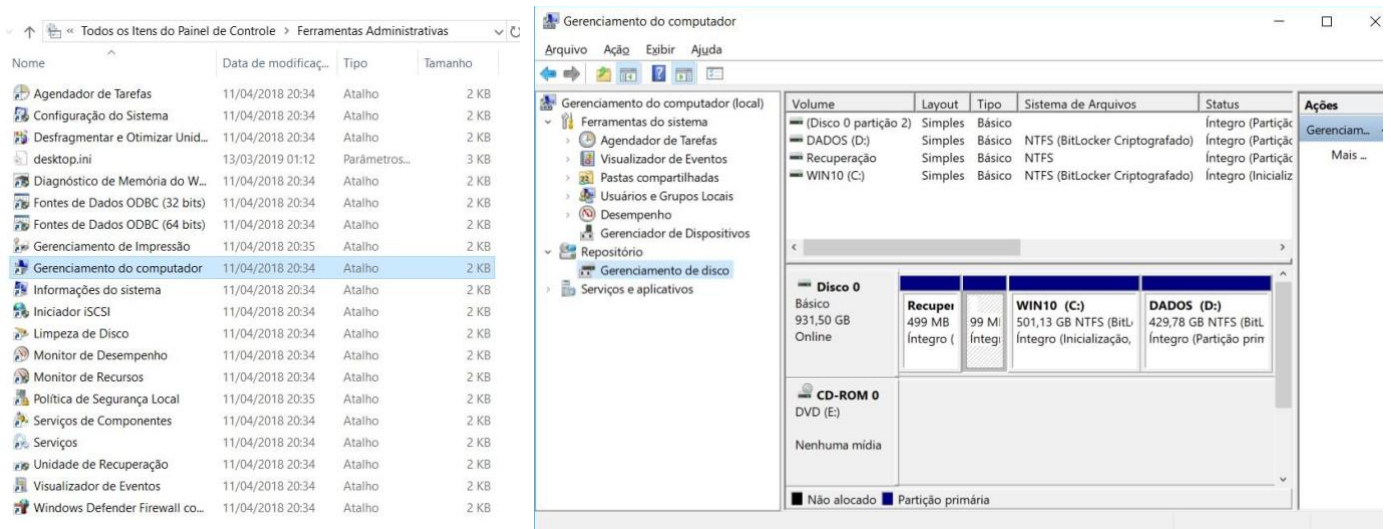 « Todos os Itens do Painel de Controle > Ferramentas Administrativas
Nome Data de modificaç... Tipo Tamanho
Agendador de Tarefas 11/04/2018 20:34 Atalho 2 KB
Configuração do Sistema 11/04/2018 20:34 Atalho 2 KB
Desfragmentar e Otimizar Unid... 11/04/2018 20:34 Atalho 2 KB
desktop.ini 13/03/2019 01:12 Parâmetros... 3 KB
Diagnóstico de Memória do W... 11/04/2018 20:34 Atalho 2 KB
Fontes de Dados ODBC (32 bits) 11/04/2018 20:34 Atalho 2 KB
Fontes de Dados ODBC (64 bits) 11/04/2018 20:34 Atalho 2 KB
Gerenciamento de Impressão 11/04/2018 20:35 Atalho 2 KB
Gerenciamento do computador 11/04/2018 20:34 Atalho 2 KB
Informações do sistema 11/04/2018 20:34 Atalho 2 KB
Iniciador iSCSI 11/04/2018 20:34 Atalho 2 KB
Limpeza de Disco 11/04/2018 20:34 Atalho 2 KB
Monitor de Desempenho 11/04/2018 20:34 Atalho 2 KB
Monitor de Recursos 11/04/2018 20:34 Atalho 2 KB
Política de Segurança Local 11/04/2018 20:35 Atalho 2 KB
Serviços de Componentes 11/04/2018 20:34 Atalho 2 KB
Serviços 11/04/2018 20:34 Atalho 2 KB
Unidade de Recuperação 11/04/2018 20:34 Atalho 2 KB
Visualizador de Eventos 11/04/2018 20:34 Atalho 2 KB
Windows Defender Firewall co... 11/04/2018 20:34 Atalho 2 KB
Gerenciamento do computador
Arquivo Ação Exibir Ajuda
Gerenciamento do computador (local)
Ferramentas do sistema
Agendador de Tarefas
Visualizador de Eventos
Pastas compartilhadas
Usuários e Grupos Locais
Desempenho
Gerenciador de Dispositivos
Repositório
Gerenciamento de disco
Serviços e aplicativos
Volume Layout Tipo Sistema de Arquivos Status
(Disco 0 partição 2) Simples Básico Íntegro (Partiçã
DADOS (D:) Simples Básico NTFS (BitLocker Criptografado) Íntegro (Partiçã
Recuperação Simples Básico NTFS Íntegro (Partiçã
WIN10 (C:) Simples Básico NTFS (BitLocker Criptografado) Íntegro (Inicializ
Disco 0
Básico
931,50 GB
Online
Recuper
499 MB
Íntegro (
99 M
Íntegr
WIN10 (C:)
501,13 GB NTFS (BitL
Íntegro (Inicialização,
DADOS (D:)
429,78 GB NTFS (BitL
Íntegro (Partição prim
CD-ROM 0
DVD (E:)
Nenhuma mídia
Não alocado Partição primária
Ações
Gerenciam...
Mais ...